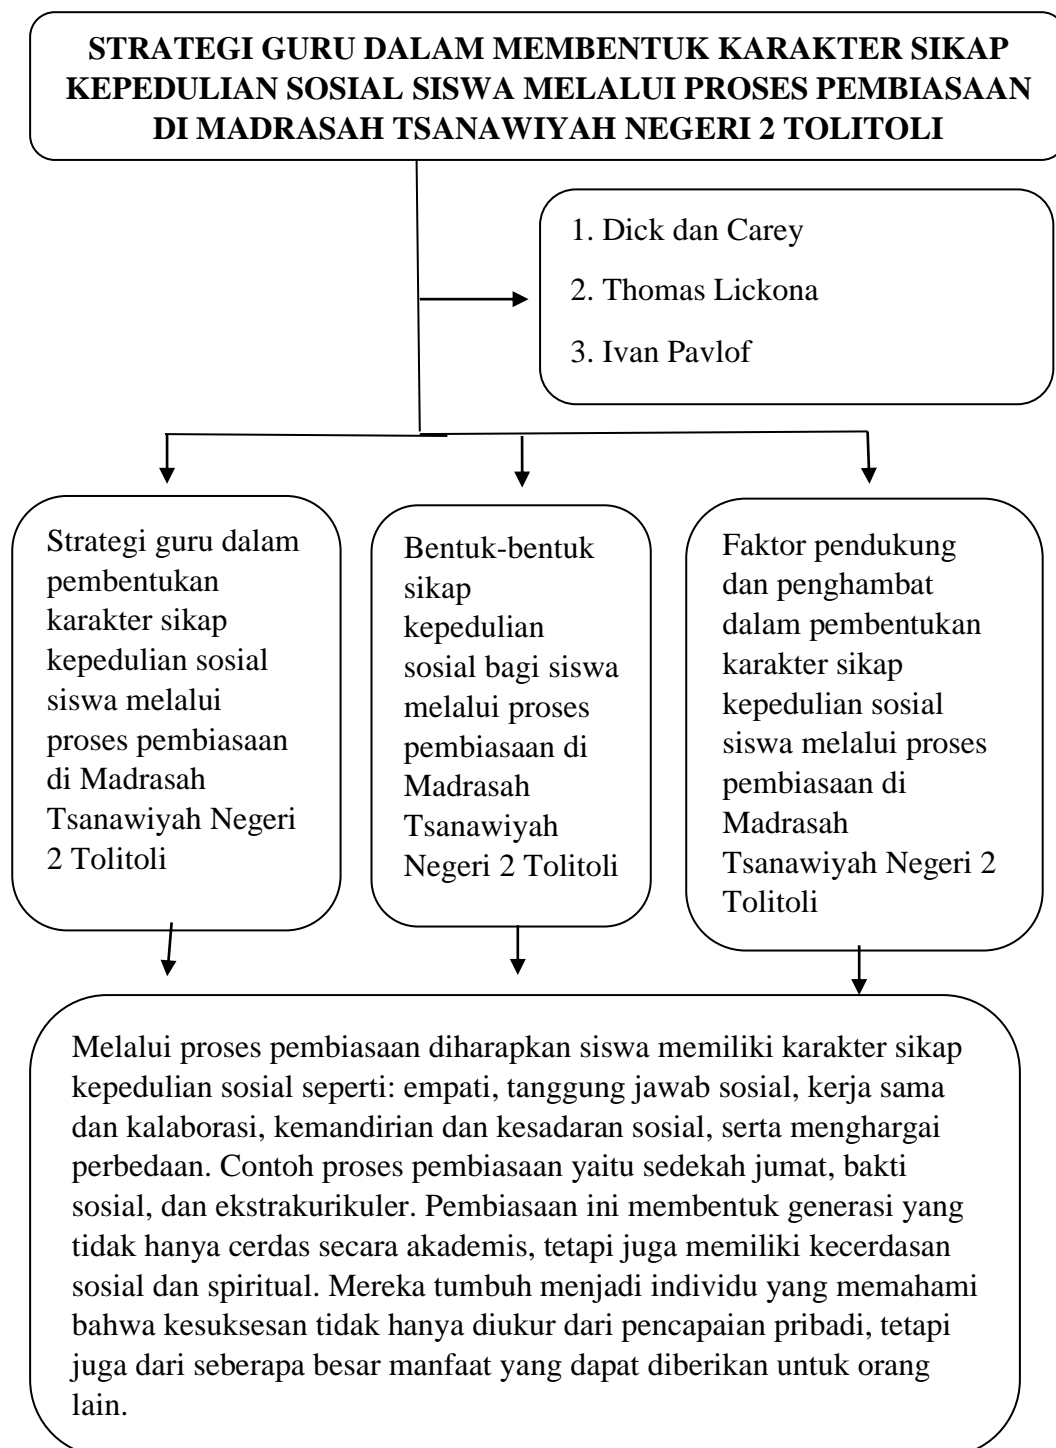 STRATEGI GURU DALAM MEMBENTUK KARAKTER SIKAP
KEPEDULIAN SOSIAL SISWA MELALUI PROSES PEMBIASAAN
DI MADRASAH TSANAWIYAH NEGERI 2 TOLITOLI
1. Dick dan Carey
2. Thomas Lickona
3. Ivan Pavlof
Strategi guru dalam
pembentukan
karakter sikap
kepedulian sosial
siswa melalui
proses pembiasaan
di Madrasah
Tsanawiyah Negeri
2 Tolitoli
Bentuk-bentuk
sikap
kepedulian
sosial bagi siswa
melalui proses
pembiasaan di
Madrasah
Tsanawiyah
Negeri 2 Tolitoli
Faktor pendukung
dan penghambat
dalam pembentukan
karakter sikap
kepedulian sosial
siswa melalui proses
pembiasaan di
Madrasah
Tsanawiyah Negeri 2
Tolitoli
Melalui proses pembiasaan diharapkan siswa memiliki karakter sikap
kepedulian sosial seperti: empati, tanggung jawab sosial, kerja sama
dan kalaborasi, kemandirian dan kesadaran sosial, serta menghargai
perbedaan. Contoh proses pembiasaan yaitu sedekah jumat, bakti
sosial, dan ekstrakurikuler. Pembiasaan ini membentuk generasi yang
tidak hanya cerdas secara akademis, tetapi juga memiliki kecerdasan
sosial dan spiritual. Mereka tumbuh menjadi individu yang memahami
bahwa kesuksesan tidak hanya diukur dari pencapaian pribadi, tetapi
juga dari seberapa besar manfaat yang dapat diberikan untuk orang
lain.